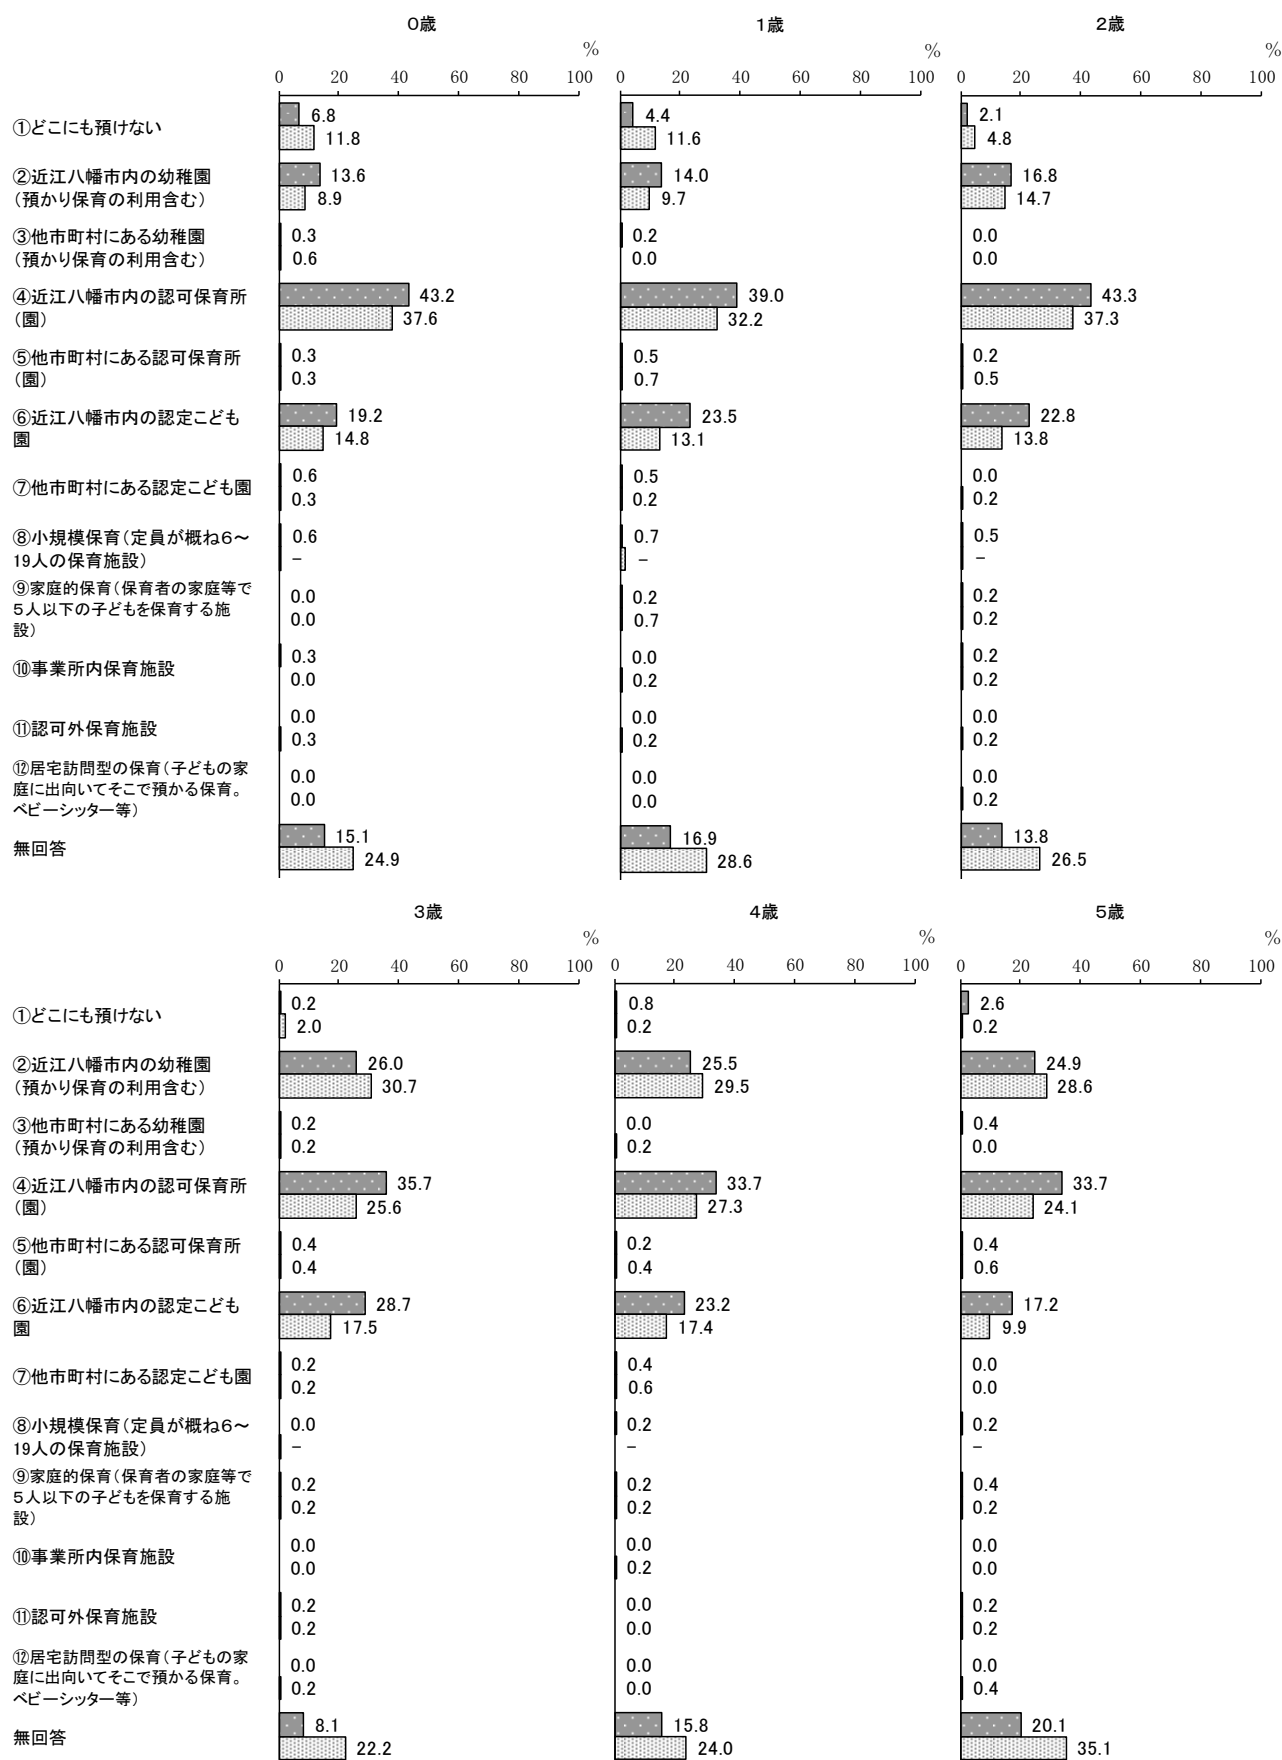 0歳
1歳
2歳
%
%
%
0 20 40 60 80 100
0 20 40 60 80 100
0 20 40 60 80 100
①どこにも預けない
6.8
11.8
4.4
11.6
2.1
4.8
②近江八幡市内の幼稚園
(預かり保育の利用含む)
13.6
8.9
14.0
9.7
16.8
14.7
③他市町村にある幼稚園
(預かり保育の利用含む)
0.3
0.6
0.2
0.0
0.0
0.0
④近江八幡市内の認可保育所
(園)
43.2
37.6
39.0
32.2
43.3
37.3
⑤他市町村にある認可保育所
(園)
0.3
0.3
0.5
0.7
0.2
0.5
⑥近江八幡市内の認定こども
園
19.2
14.8
23.5
13.1
22.8
13.8
⑦他市町村にある認定こども園
0.6
0.3
0.5
0.2
0.0
0.2
⑧小規模保育(定員が概ね6～
19人の保育施設)
0.6
–
0.7
–
0.5
–
⑨家庭的保育(保育者の家庭等で
5人以下の子どもを保育する施
設)
0.0
0.0
0.2
0.7
0.2
0.2
⑩事業所内保育施設
0.3
0.0
0.0
0.2
0.2
0.2
⑪認可外保育施設
0.0
0.3
0.0
0.2
0.0
0.2
⑫居宅訪問型の保育(子どもの家
庭に出向いてそこで預かる保育。
ベビーシッター等)
0.0
0.0
0.0
0.0
0.0
0.2
無回答
15.1
24.9
16.9
28.6
13.8
26.5
3歳
4歳
5歳
%
%
%
0 20 40 60 80 100
0 20 40 60 80 100
0 20 40 60 80 100
①どこにも預けない
0.2
2.0
0.8
0.2
2.6
0.2
②近江八幡市内の幼稚園
(預かり保育の利用含む)
26.0
30.7
25.5
29.5
24.9
28.6
③他市町村にある幼稚園
(預かり保育の利用含む)
0.2
0.2
0.0
0.2
0.4
0.0
④近江八幡市内の認可保育所
(園)
35.7
25.6
33.7
27.3
33.7
24.1
⑤他市町村にある認可保育所
(園)
0.4
0.4
0.2
0.4
0.4
0.6
⑥近江八幡市内の認定こども
園
28.7
17.5
23.2
17.4
17.2
9.9
⑦他市町村にある認定こども園
0.2
0.2
0.4
0.6
0.0
0.0
⑧小規模保育(定員が概ね6～
19人の保育施設)
0.0
–
0.2
–
0.2
–
⑨家庭的保育(保育者の家庭等で
5人以下の子どもを保育する施
設)
0.2
0.2
0.2
0.2
0.4
0.2
⑩事業所内保育施設
0.0
0.0
0.0
0.2
0.0
0.0
⑪認可外保育施設
0.2
0.2
0.0
0.0
0.2
0.2
⑫居宅訪問型の保育(子どもの家
庭に出向いてそこで預かる保育。
ベビーシッター等)
0.0
0.2
0.0
0.0
0.0
0.4
無回答
8.1
22.2
15.8
24.0
20.1
35.1